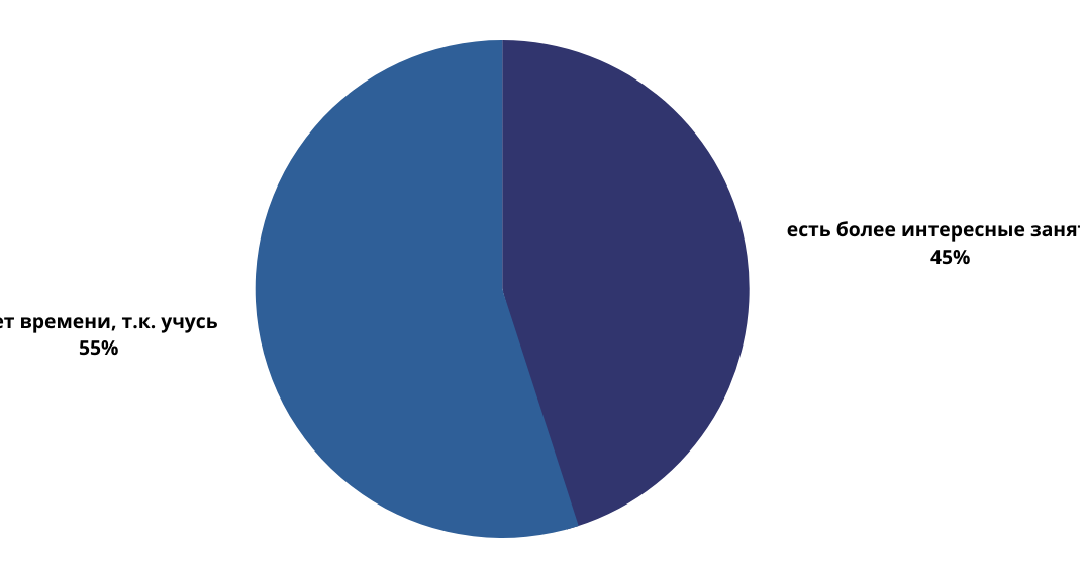 есть более интересные
45%
времени, т.к. учусь
55%